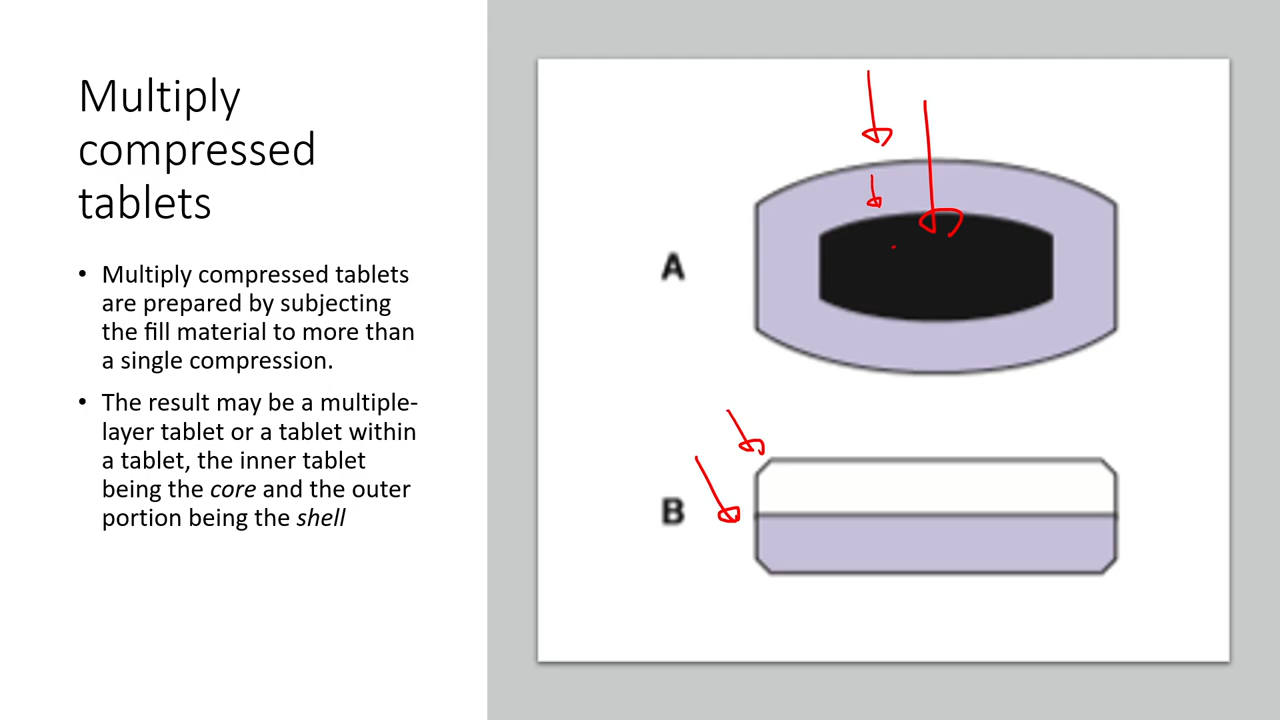 Multiply
compressed
tablets
• Multiply compressed tablets
are prepared by subjecting
the fill material to more than
a single compression.
• The result may be a multiple-
layer tablet or a tablet within
a tablet, the inner tablet
being the core and the outer
portion being the shell
A
B